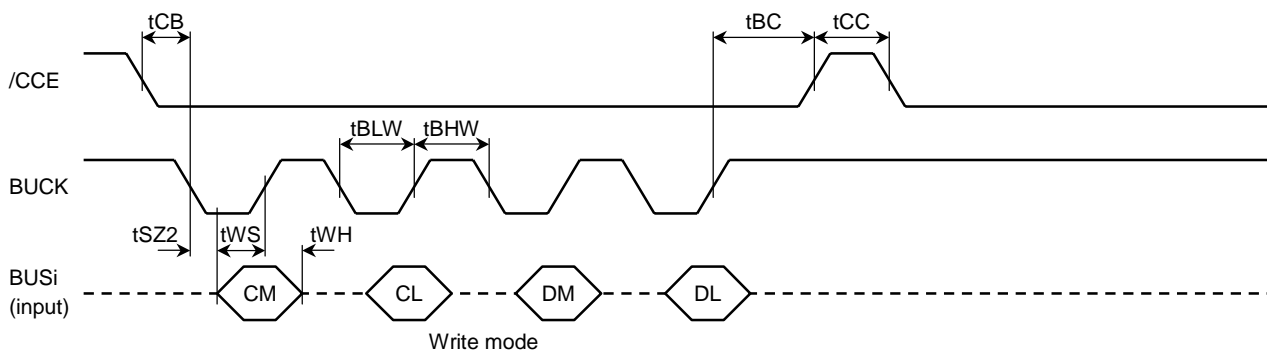 tCB tBC tCC
/CCE
tBLW tBHW
BUCK
tSZ2 tWS tWH
BUSi
(input)
CM CL DM DL
Write mode